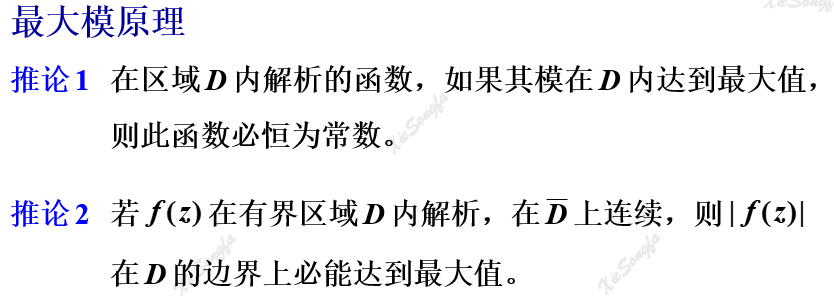 最大模原理
推论1 在区域 D 内解析的函数，如果其模在 D 内达到最大值，
则此函数必恒为常数。
推论2 若 f(z) 在有界区域 D 内解析，在 D̅ 上连续，则 |f(z)|
在 D 的边界上必能达到最大值。
XieSongfa
XieSongfa
XieSongfa